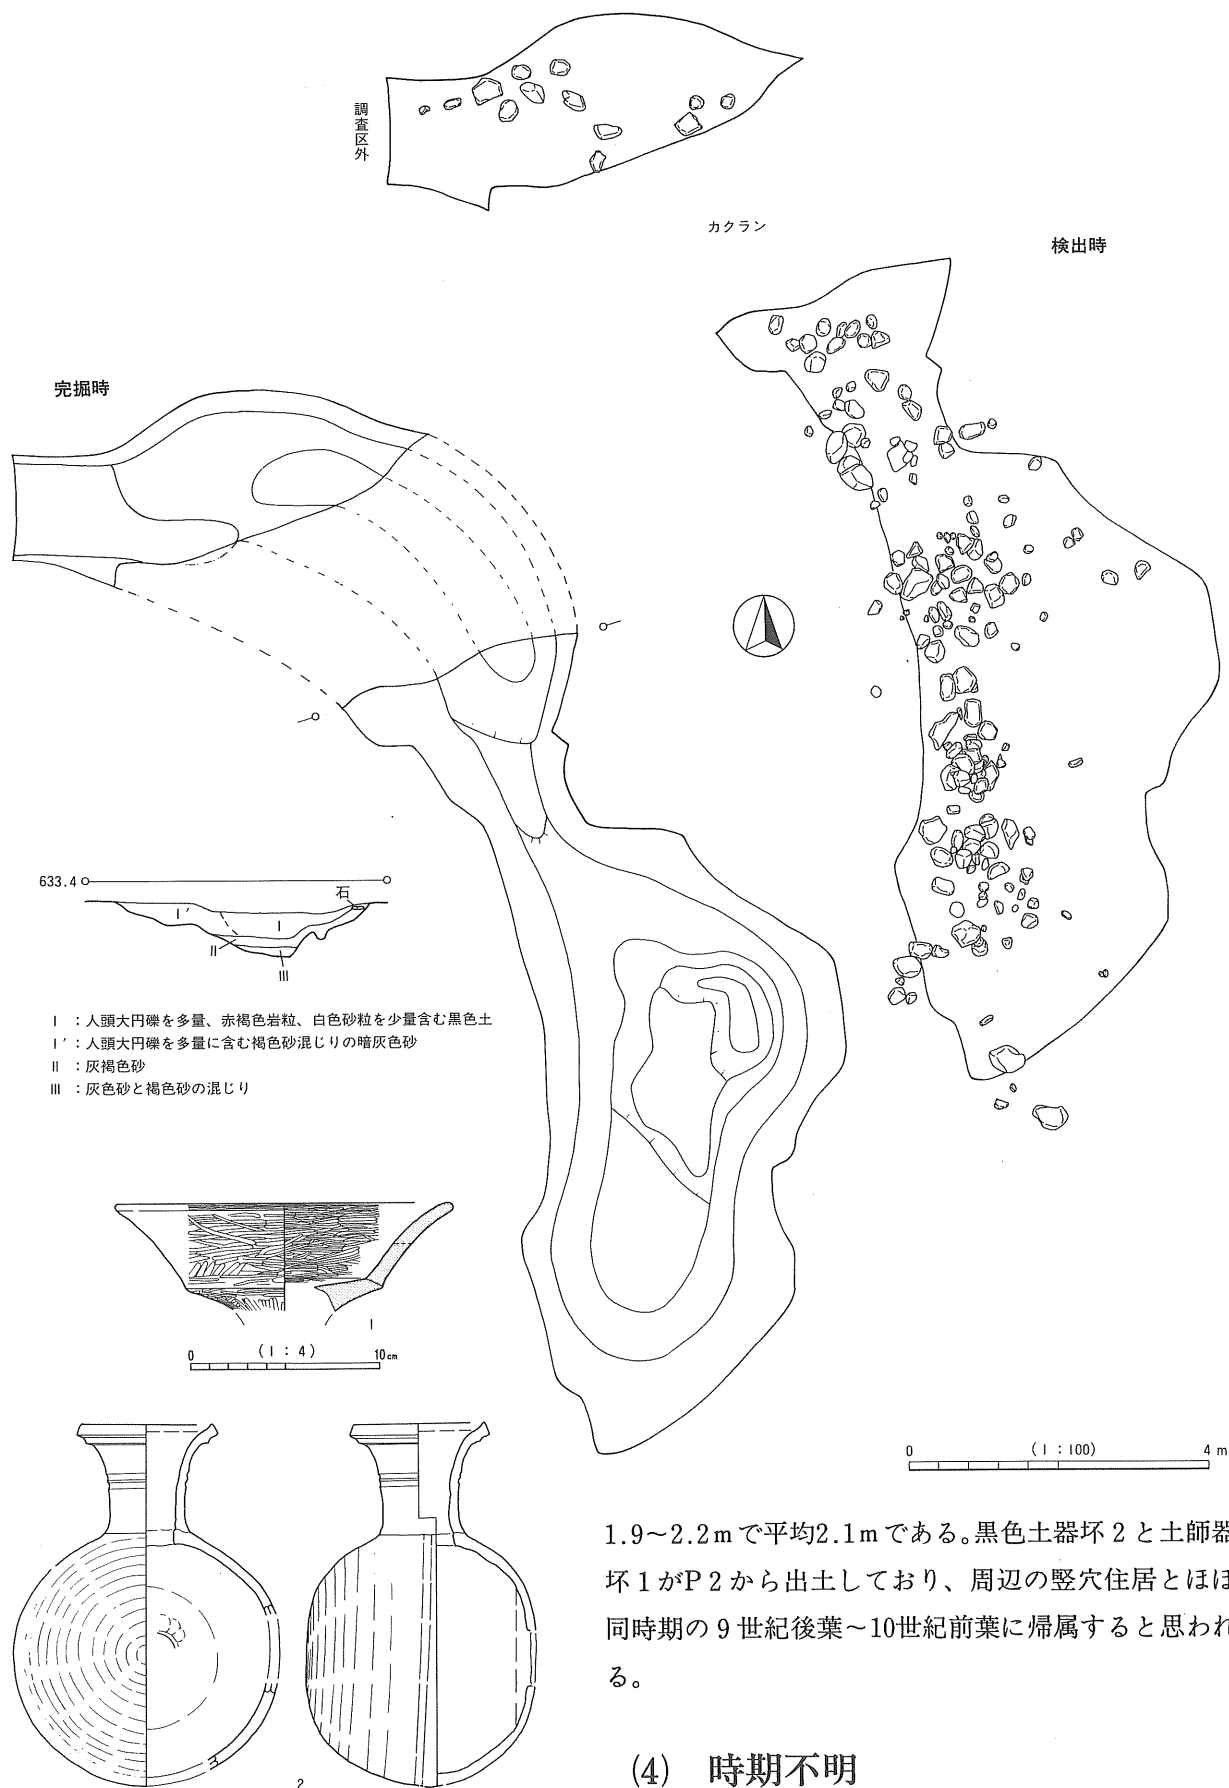 調査区外
カクラン
検出時
完掘時
633.4
石
I'
I
II
III
I ：人頭大円礫を多量、赤褐色岩粒、白色砂粒を少量含む黒色土
I'：人頭大円礫を多量に含む褐色砂混じりの暗灰色砂
II ：灰褐色砂
III ：灰色砂と褐色砂の混じり
1
0 (1：4) 10cm
0 (1：100) 4m
2
1.9〜2.2mで平均2.1mである。黒色土器坏2と土師器
坏1がP2から出土しており、周辺の竪穴住居とほぼ
同時期の9世紀後葉〜10世紀前葉に帰属すると思われ
る。
(4) 時期不明